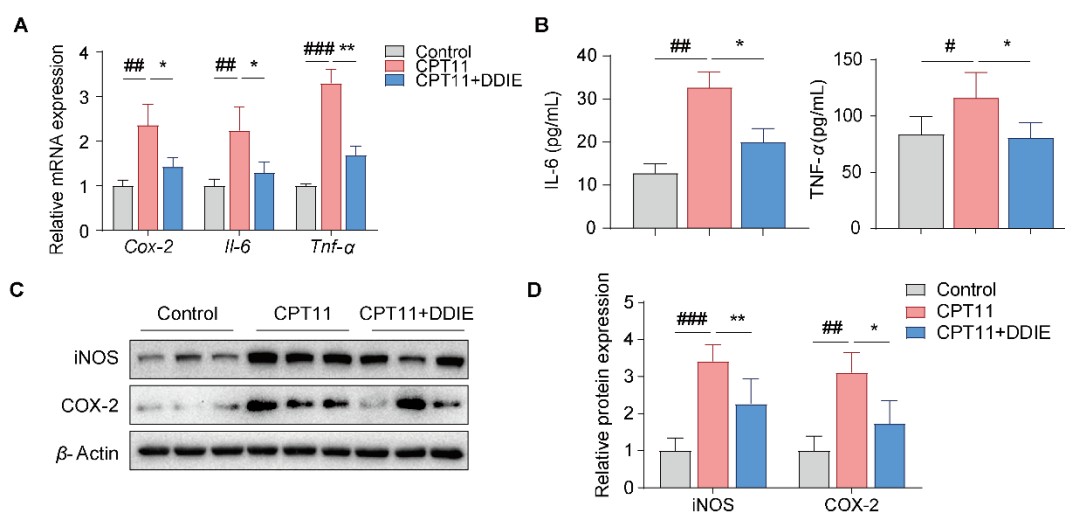 A
Relative mRNA expression
4
3
2
1
0
## * ## * ### **
Control
CPT11
CPT11+DDIE
Cox-2 Il-6 Tnf-α
B
IL-6 (pg/mL)
40
30
20
10
0
## *
TNF-α(pg/mL)
150
100
50
0
# *
C
Control CPT11 CPT11+DDIE
iNOS
COX-2
β- Actin
D
Relative protein expression
5
4
3
2
1
0
### ** ## *
Control
CPT11
CPT11+DDIE
iNOS COX-2